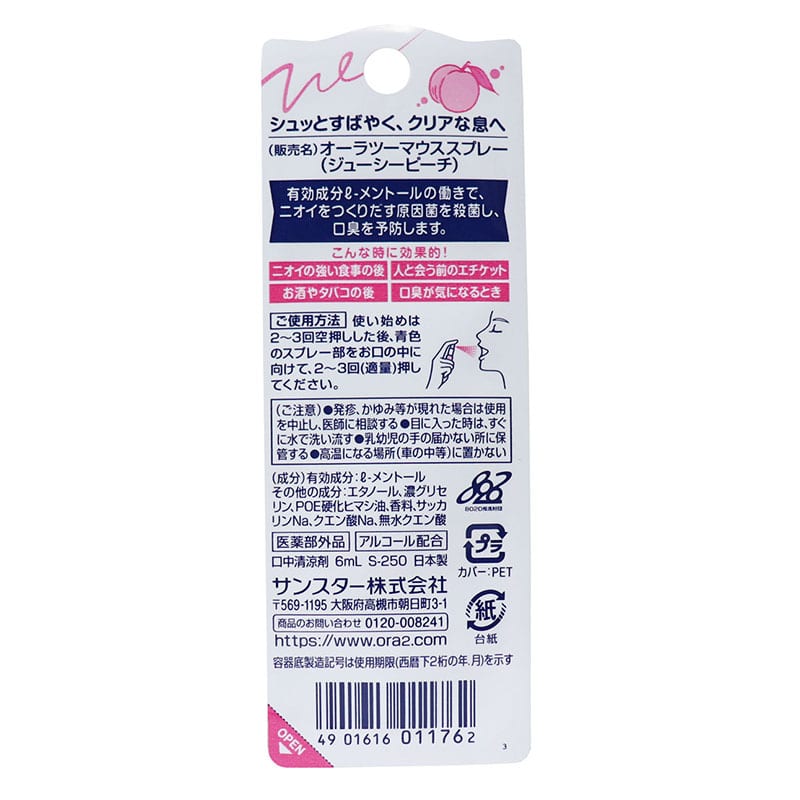 シュッとすばやく、クリアな息へ
(販売名)オーラツーマウススプレー
(ジューシーピーチ)
有効成分ℓ-メントールの働きで、
ニオイをつくりだす原因菌を殺菌し、
口臭を予防します。
こんな時に効果的!
ニオイの強い食事の後 人と会う前のエチケット
お酒やタバコの後 口臭が気になるとき
ご使用方法 使い始めは
2〜3回空押しした後、青色
のスプレー部をお口の中に
向けて、2〜3回(適量)押し
てください。
(ご注意)●発疹、かゆみ等が現れた場合は使用
を中止し、医師に相談する●目に入った時は、すぐ
に水で洗い流す●乳幼児の手の届かない所に保
管する●高温になる場所(車の中等)に置かない
(成分)有効成分:ℓ-メントール
その他の成分:エタノール、濃グリセ
リン、POE硬化ヒマシ油、香料、サッカ
リンNa、クエン酸Na、無水クエン酸
8020
8020推進財団
医薬部外品 アルコール配合
プラ
カバー:PET
口中清涼剤 6mL S-250 日本製
サンスター株式会社
〒569-1195 大阪府高槻市朝日町3-1
紙
台紙
商品のお問い合わせ 0120-008241
https://www.ora2.com
容器底製造記号は使用期限(西暦下2桁の年.月)を示す
OPEN
4 901616 011762
3